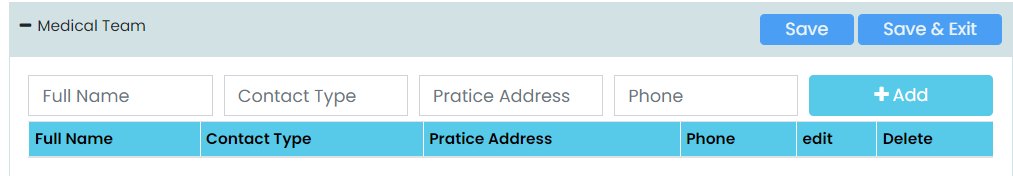 Medical Team Save Save & Exit
Full Name Contact Type Pratice Address Phone Add
Full Name Contact Type Pratice Address Phone edit Delete